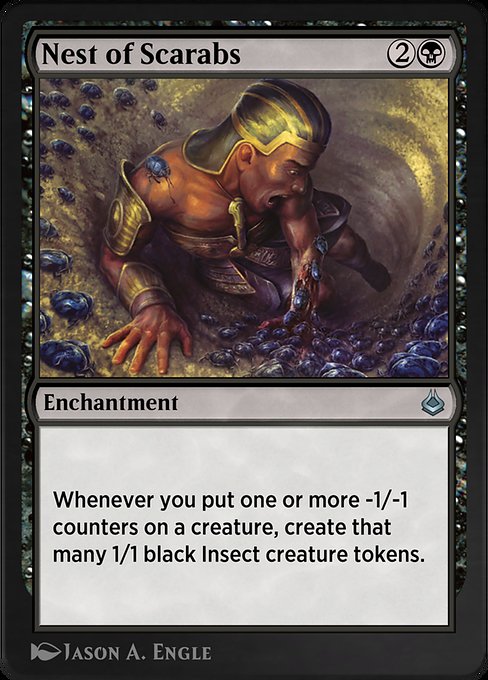 Nest of Scarabs 2
Enchantment
Whenever you put one or more -1/-1
counters on a creature, create that
many 1/1 black Insect creature tokens.
Jason A. Engle